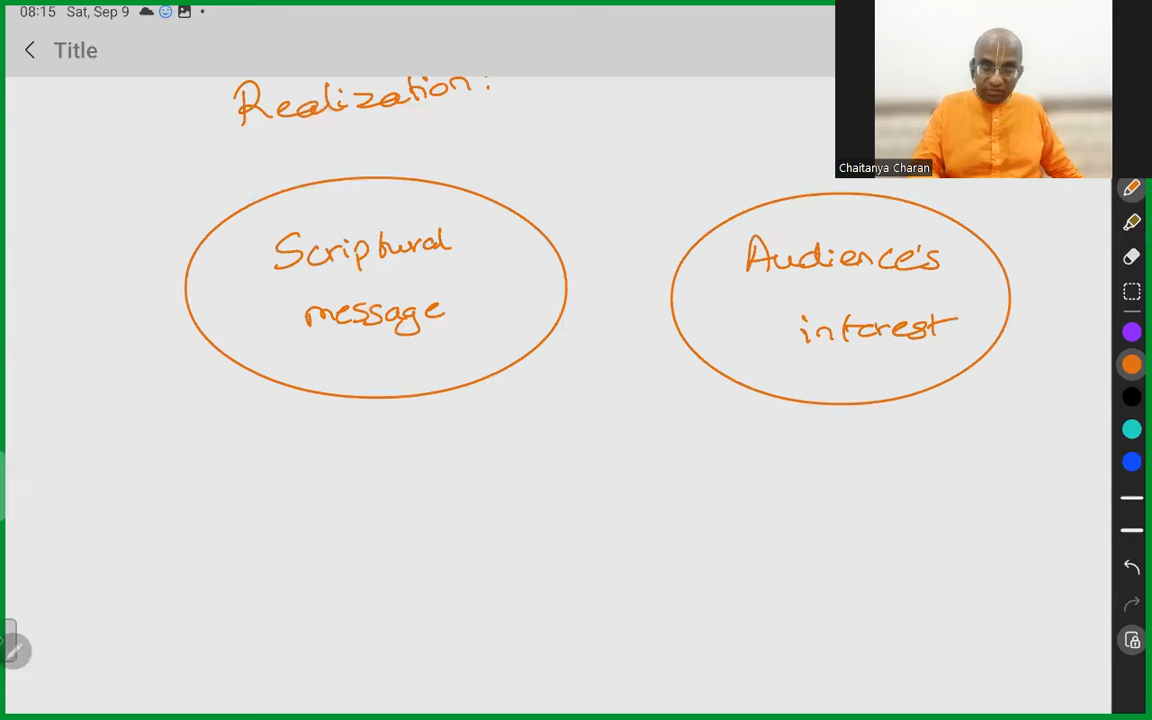 08:15 Sat, Sep 9
Title
Realization:
Chaitanya Charan
Scriptural
message
Audience's
interest